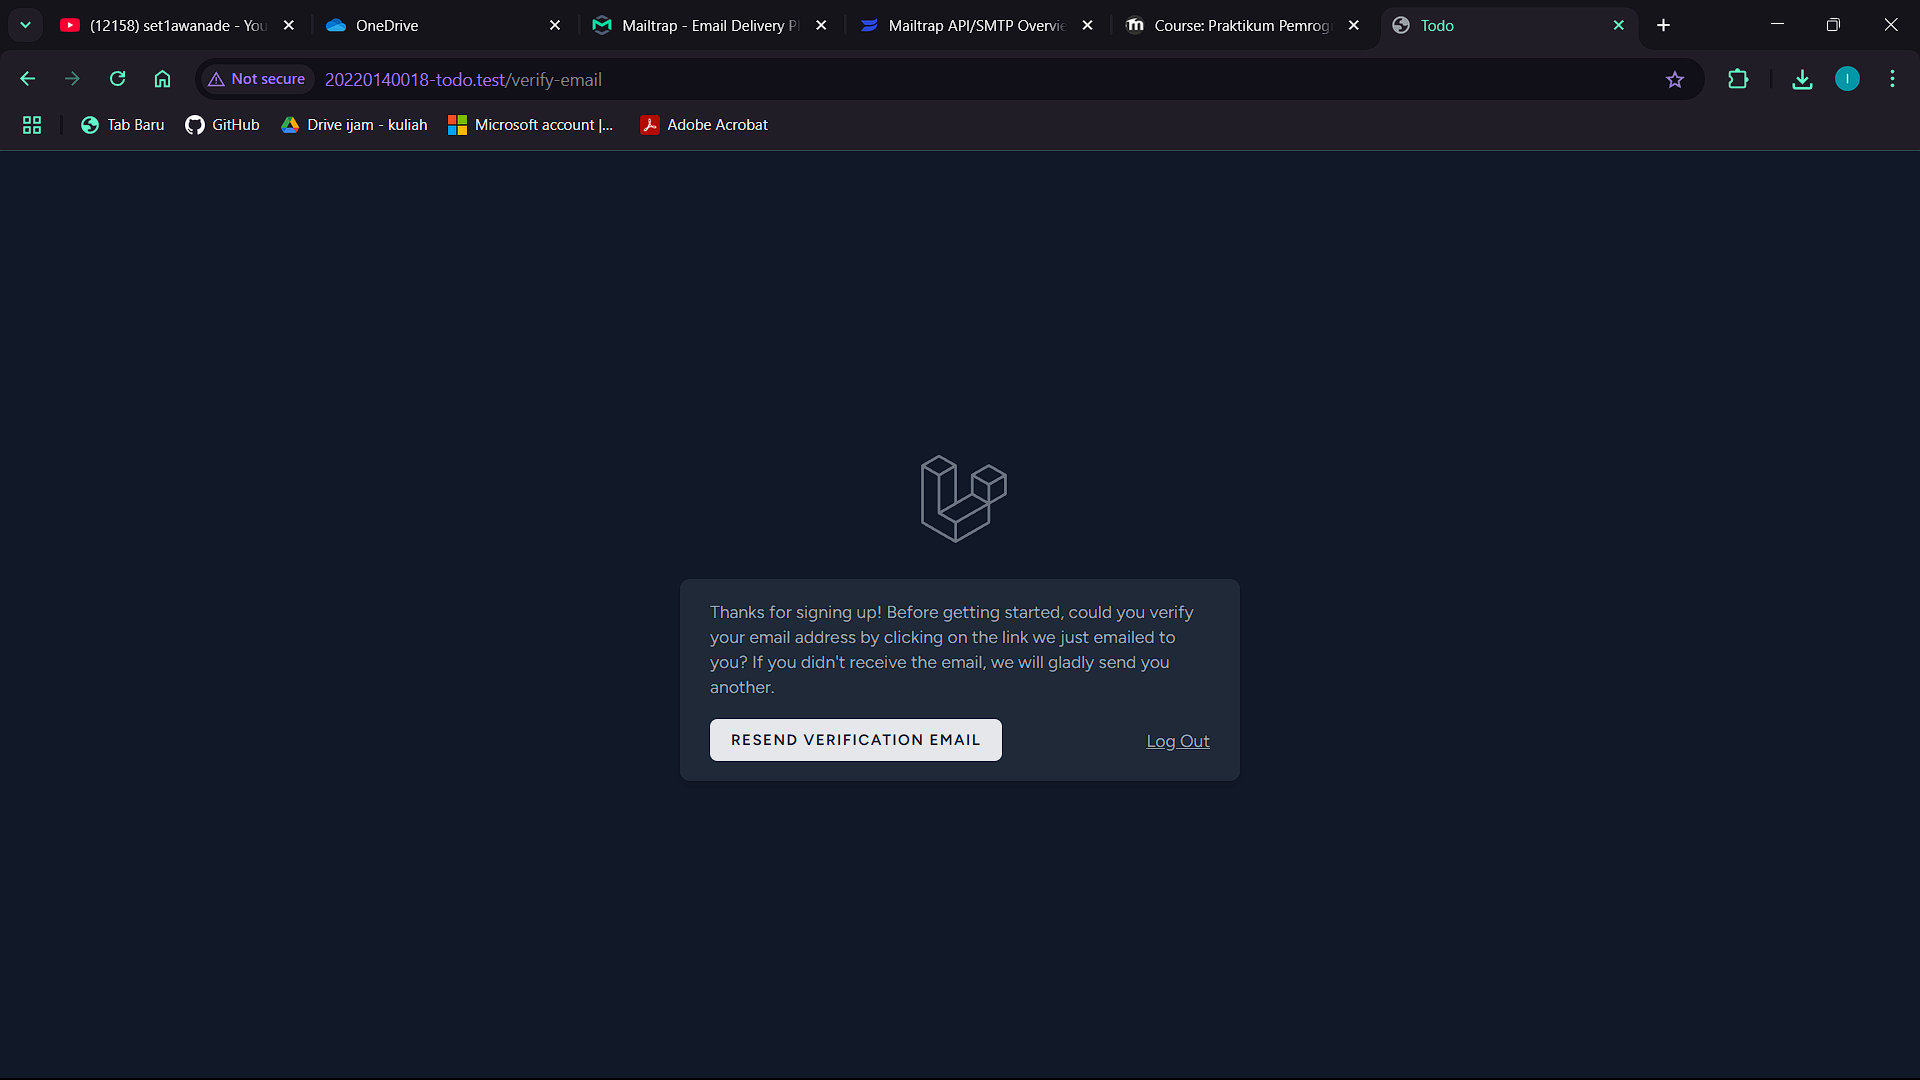 (12158) set1awanade - You
OneDrive
Mailtrap - Email Delivery Pl
Mailtrap API/SMTP Overvie
Course: Praktikum Pemrogr
Todo
Not secure
20220140018-todo.test/verify-email
Tab Baru
GitHub
Drive ijam - kuliah
Microsoft account |...
Adobe Acrobat
Thanks for signing up! Before getting started, could you verify
your email address by clicking on the link we just emailed to
you? If you didn't receive the email, we will gladly send you
another.
RESEND VERIFICATION EMAIL
Log Out